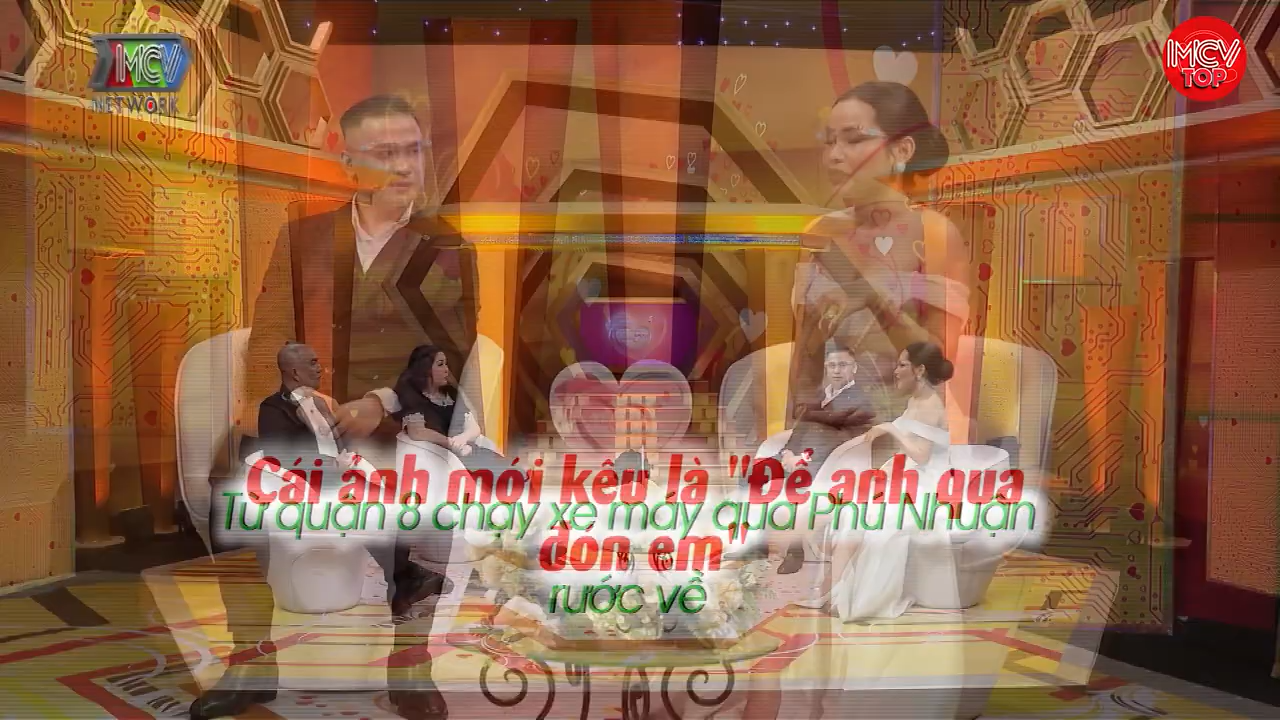 MCV
NETWORK
MCV
TOP
Cái ảnh mới kêu là "Để anh qua
đón em"
Từ quận 8 chạy xe máy qua Phú Nhuận
rước về